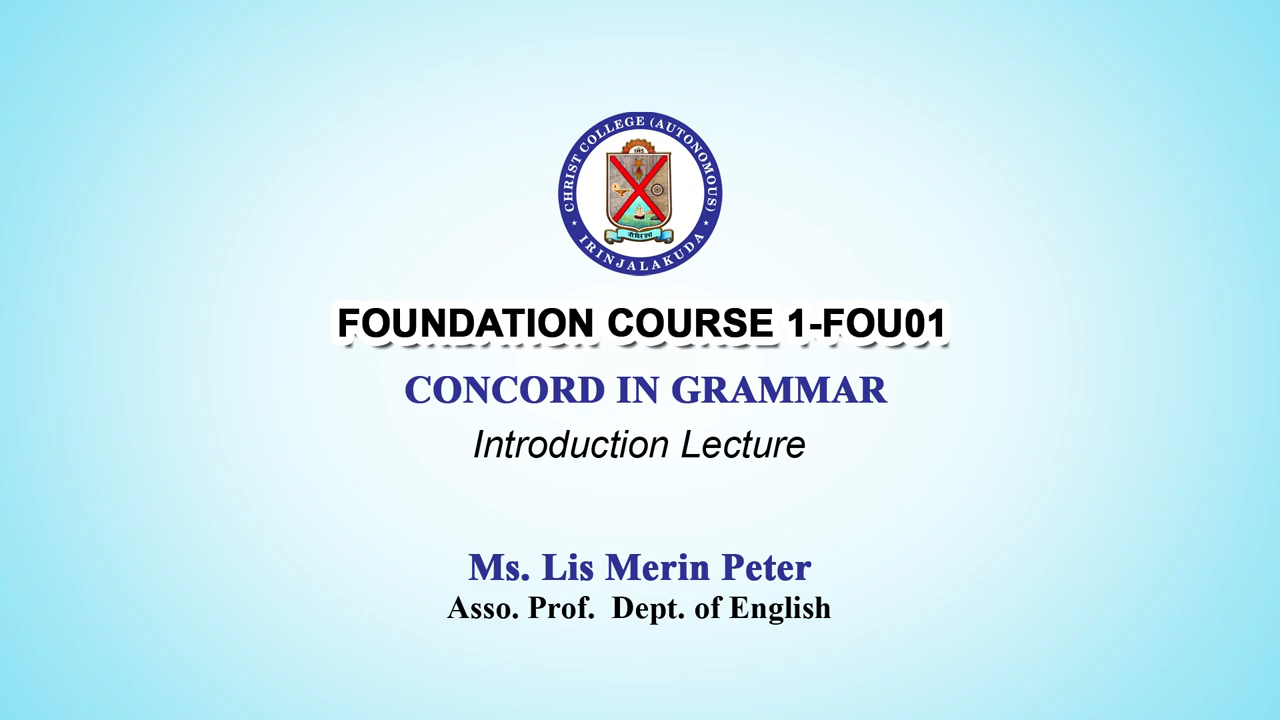 CHRIST COLLEGE (AUTONOMOUS)
IRINJALAKUDA
FOUNDATION COURSE 1-FOU01
CONCORD IN GRAMMAR
Introduction Lecture
Ms. Lis Merin Peter
Asso. Prof. Dept. of English